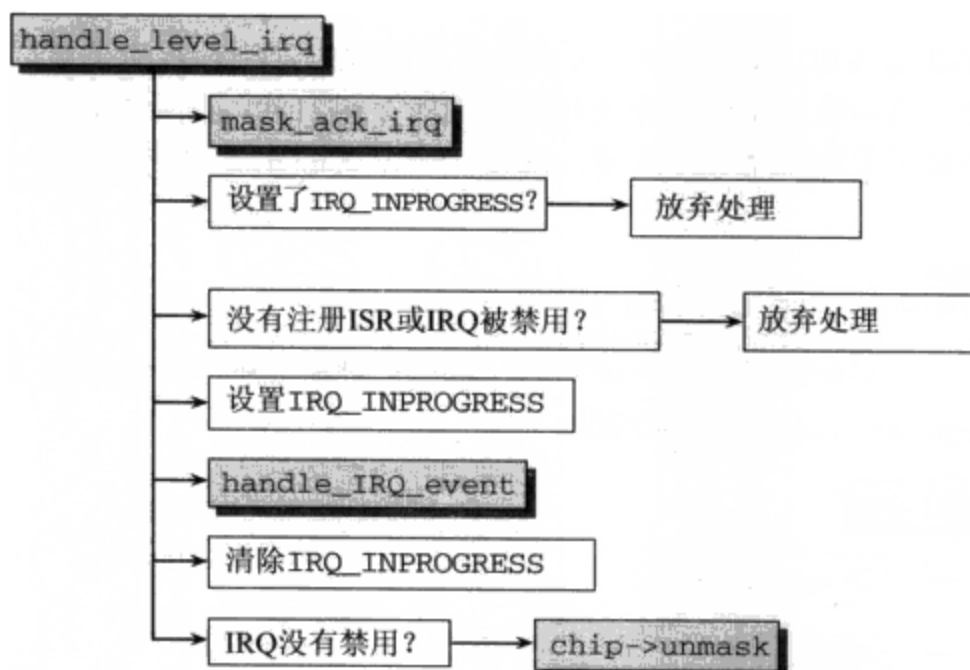 handle_level_irq
mask_ack_irq
设置了IRQ_INPROGRESS?
放弃处理
没有注册ISR或IRQ被禁用?
放弃处理
设置IRQ_INPROGRESS
handle_IRQ_event
清除IRQ_INPROGRESS
IRQ没有禁用?
chip->unmask